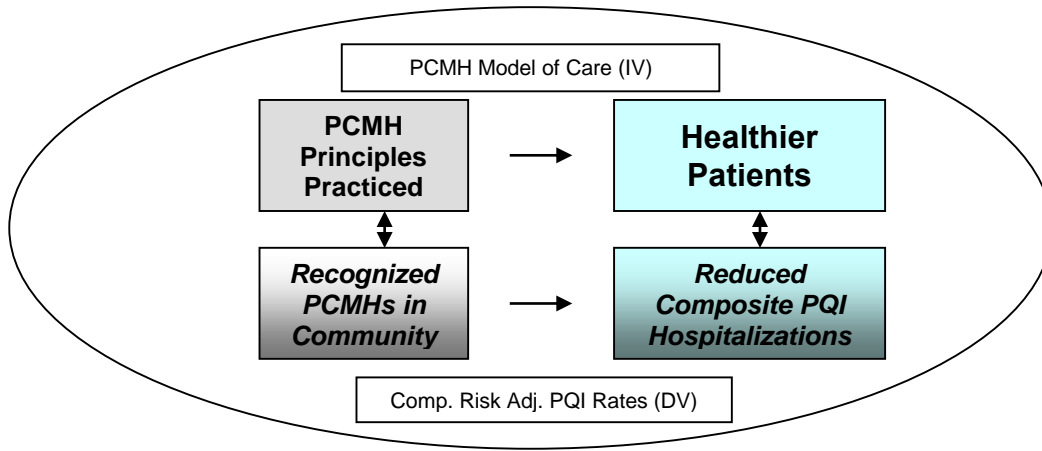 PCMH Model of Care (IV)
PCMH
Principles
Practiced
Healthier
Patients
Recognized
PCMHs in
Community
Reduced
Composite PQI
Hospitalizations
Comp. Risk Adj. PQI Rates (DV)